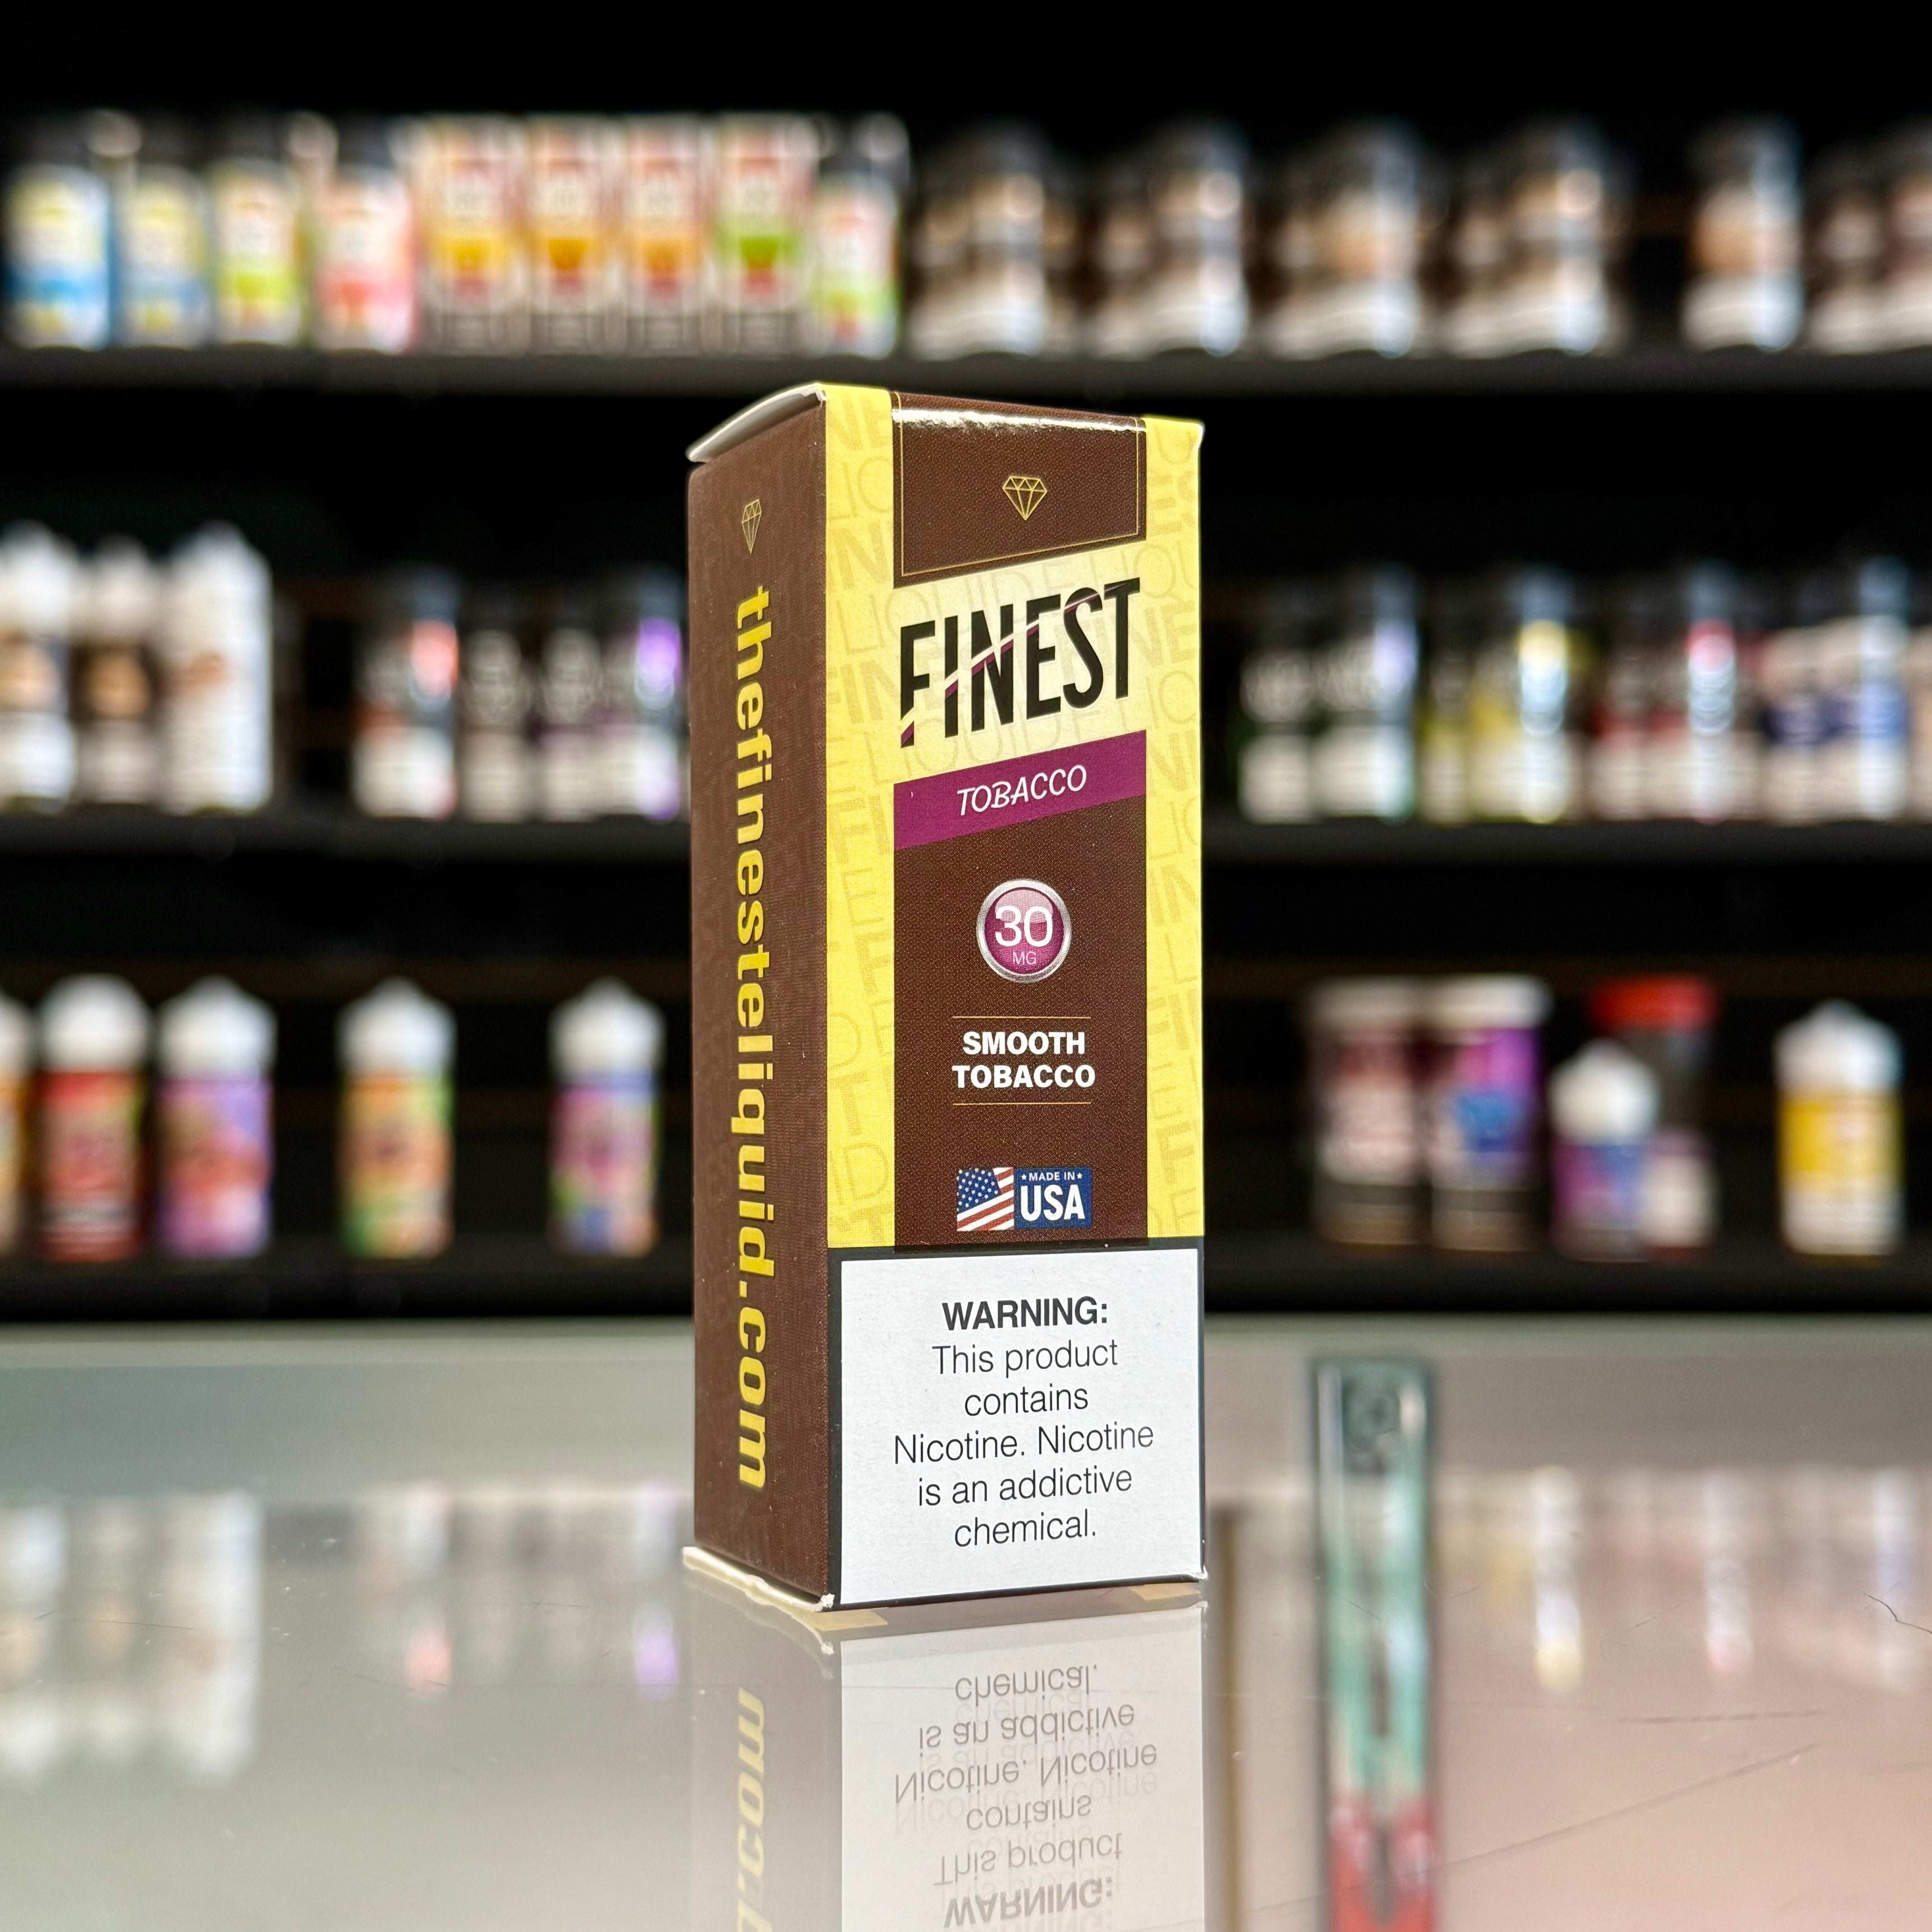 thefinesteliquid.com
FINEST
TOBACCO
30
MG
SMOOTH
TOBACCO
MADE IN
USA
WARNING:
This product
contains
Nicotine. Nicotine
is an addictive
chemical.